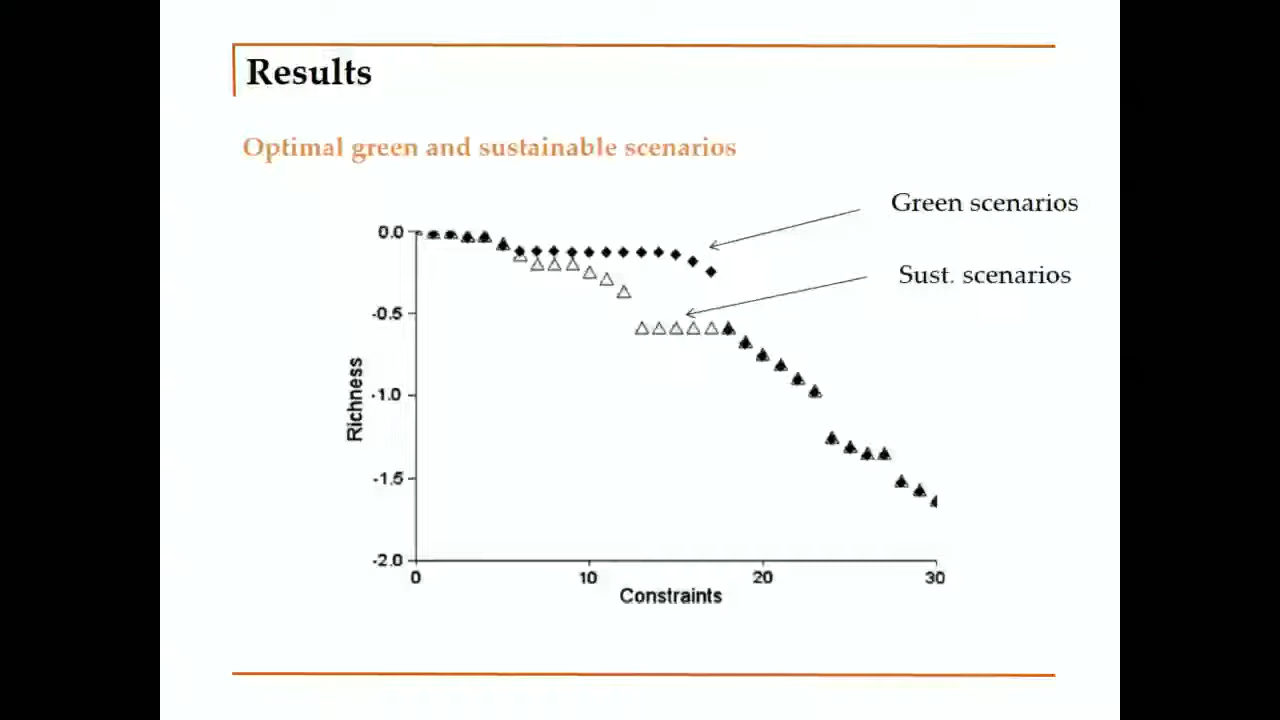 Results
Optimal green and sustainable scenarios
Green scenarios
Sust. scenarios
0.0
-0.5
-1.0
-1.5
-2.0
Richness
0 10 20 30
Constraints